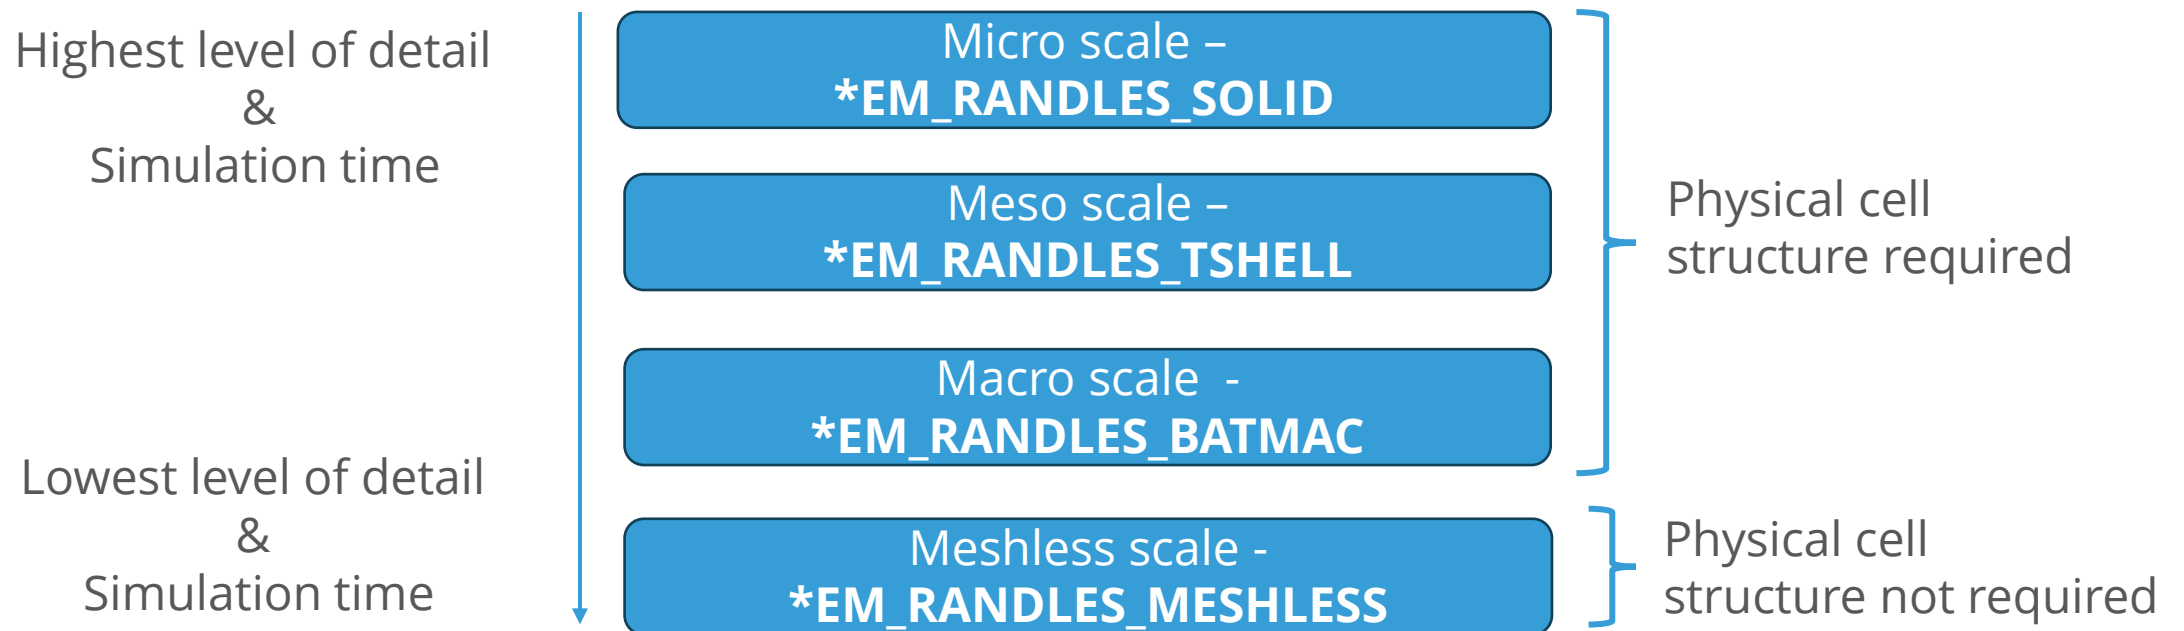 Highest level of detail
&
Simulation time
Micro scale –
*EM_RANDLES_SOLID
Meso scale –
*EM_RANDLES_TSHELL
Physical cell
structure required
Macro scale  -
*EM_RANDLES_BATMAC
Lowest level of detail
&
Simulation time
Meshless scale -
*EM_RANDLES_MESHLESS
Physical cell
structure not required